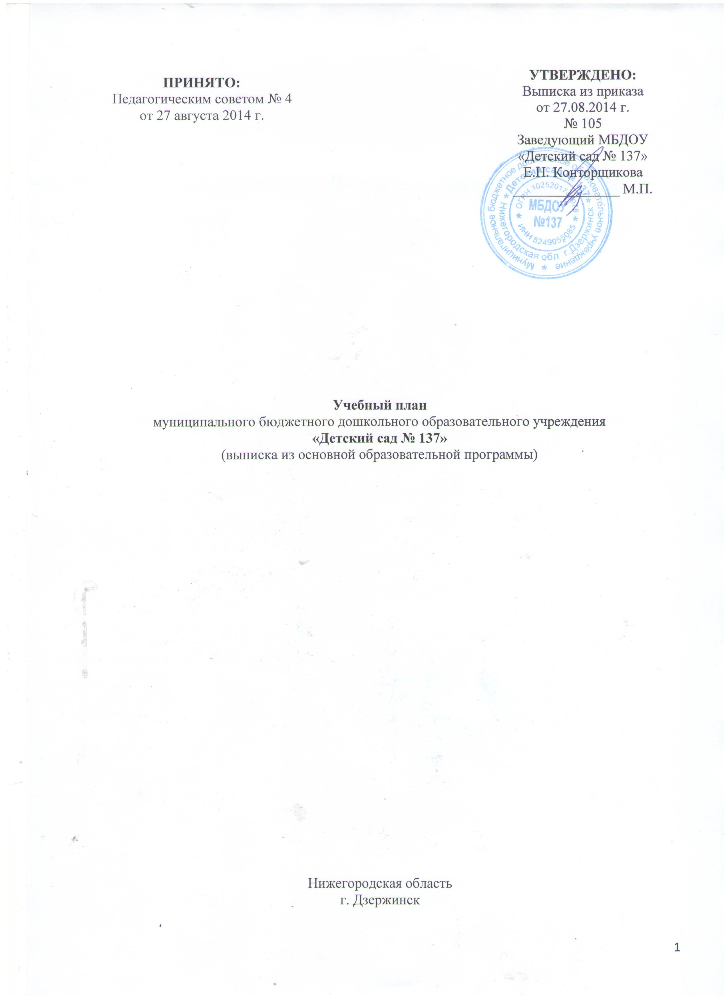 ПРИНЯТО:
Педагогическим советом № 4
от 27 августа 2014 г.
УТВЕРЖДЕНО:
Выписка из приказа
от 27.08.2014 г.
№ 105
Заведующий МБДОУ
«Детский сад № 137»
Е.Н. Конторщикова
М.П.
Муниципальное бюджетное дошкольное образовательное учреждение
Детский сад № 137
Нижегородская обл г.Дзержинск
ОГРН
ИНН 5249055085
МБДОУ
№137
Учебный план
муниципального бюджетного дошкольного образовательного учреждения
«Детский сад № 137»
(выписка из основной образовательной программы)
Нижегородская область
г. Дзержинск
1